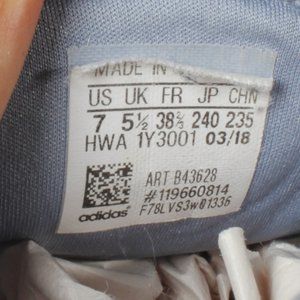 MADE IN
US UK FR JP CHN
7 5½ 38⅔ 240 235
HWA 1Y3001 03/18
ART B43628
#119660814
adidas F78LVS3w01336